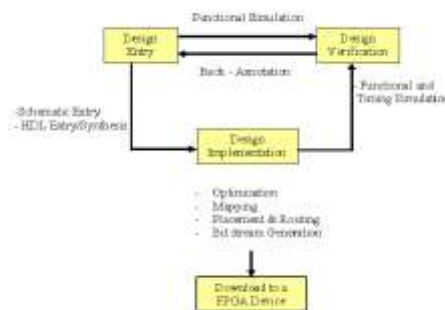 Functional Simulation
Design
Entry
Design
Verification
Back - Annotation
-Schematic Entry
- HDL Entry/Synthesis
- Functional and
Timing Simulation
Design
Implementation
- Optimization
- Mapping
- Placement & Routing
- Bit stream Generation
Download to a
FPGA Device